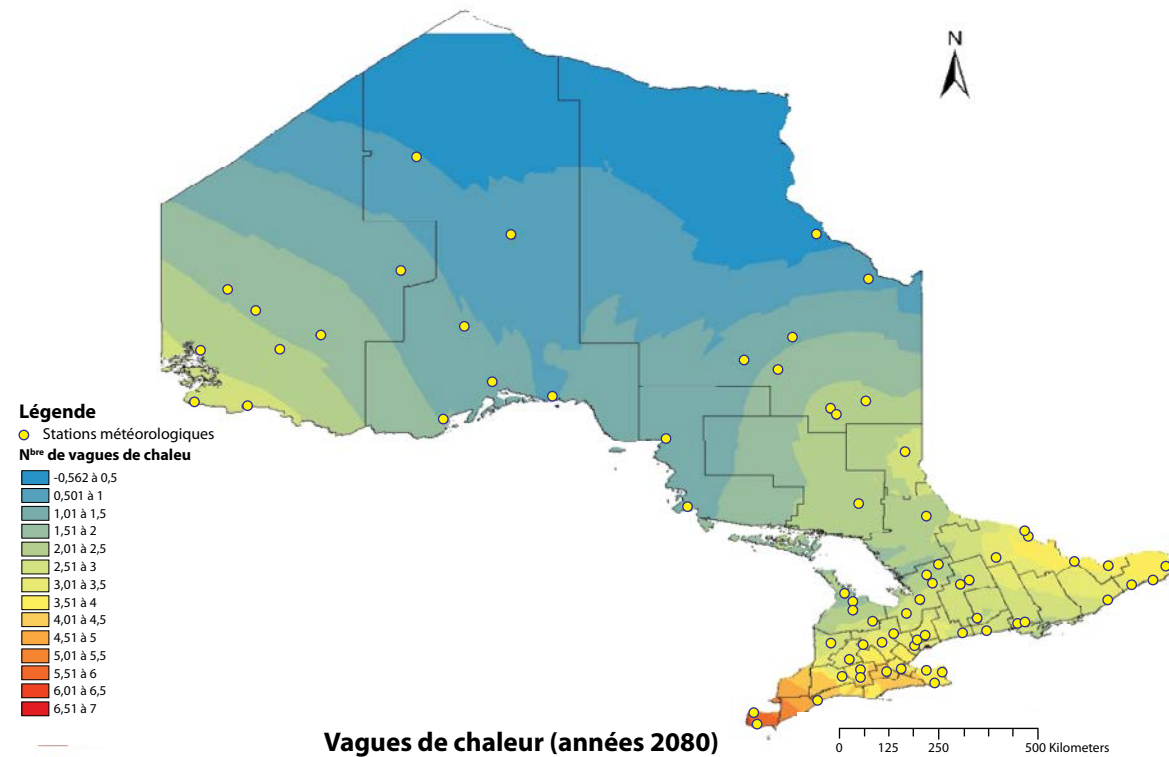 N
Légende
Stations météorologiques
Nbre de vagues de chaleu
-0,562 à 0,5
0,501 à 1
1,01 à 1,5
1,51 à 2
2,01 à 2,5
2,51 à 3
3,01 à 3,5
3,51 à 4
4,01 à 4,5
4,51 à 5
5,01 à 5,5
5,51 à 6
6,01 à 6,5
6,51 à 7
Vagues de chaleur (années 2080)
0 125 250 500 Kilometers